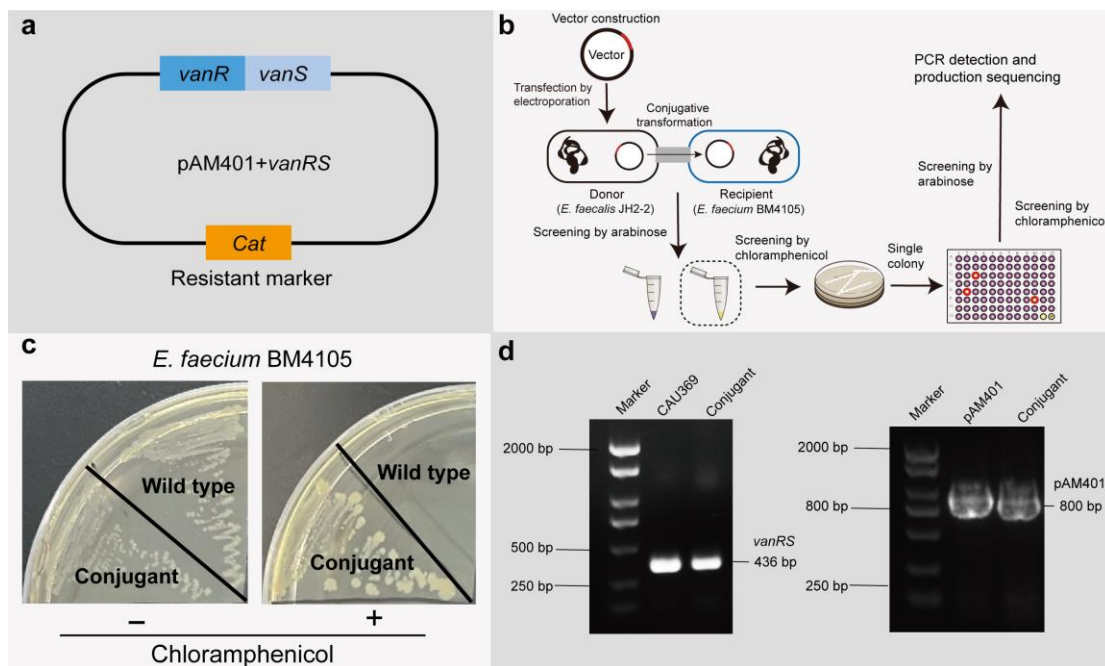 a
vanR vanS
pAM401+vanRS
Cat
Resistant marker
b
Vector construction
Vector
Transfection by
electroporation
Conjugative
transformation
Donor
(E. faecalis JH2-2)
Recipient
(E. faecium BM4105)
Screening by arabinose
Screening by
chloramphenicol
Single
colony
PCR detection and
production sequencing
Screening by
arabinose
Screening by
chloramphenico
c
E. faecium BM4105
Wild type
Conjugant
Wild type
Conjugant
− +
Chloramphenicol
d
Marker
CAU369
Conjugant
2000 bp
500 bp
250 bp
vanRS
436 bp
Marker
pAM401
Conjugant
2000 bp
800 bp
250 bp
pAM401
800 bp